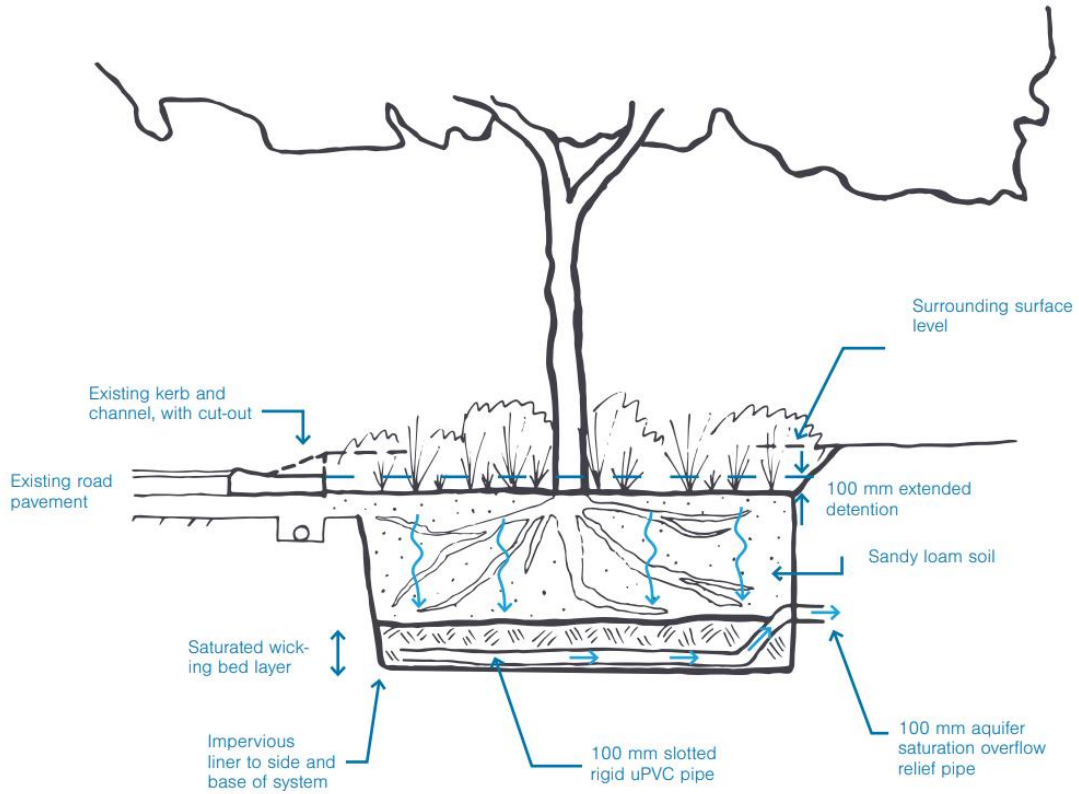 Surrounding surface
level
Existing kerb and
channel, with cut-out
Existing road
pavement
100 mm extended
detention
Sandy loam soil
Saturated wick-
ing bed layer
Impervious
liner to side and
base of system
100 mm slotted
rigid uPVC pipe
100 mm aquifer
saturation overflow
relief pipe